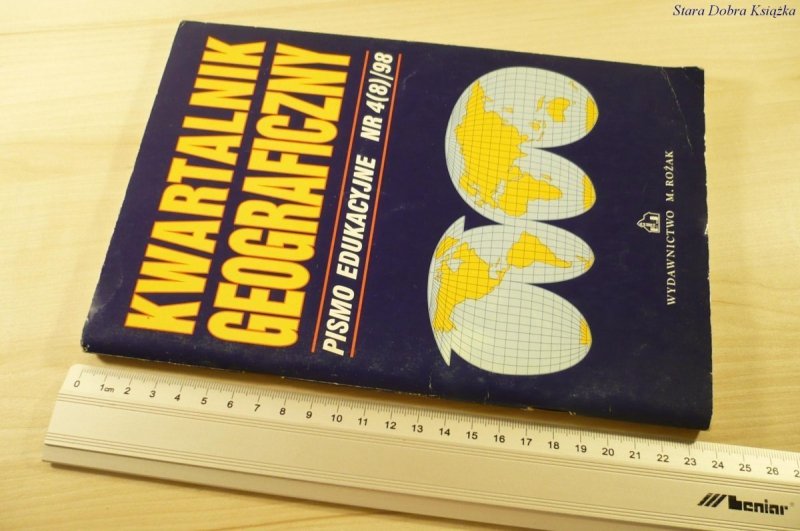 Stara Dobra Książka
KWARTALNIK
GEOGRAFICZNY
PISMO EDUKACYJNE NR 4(8)/98
WYDAWNICTWO M. ROŻAK
0 1cm 2 3 4 5 6 7 8 9 10 11 12 13 14 15 16 17 18 19 20 21 22 23 24 25 26
beniar